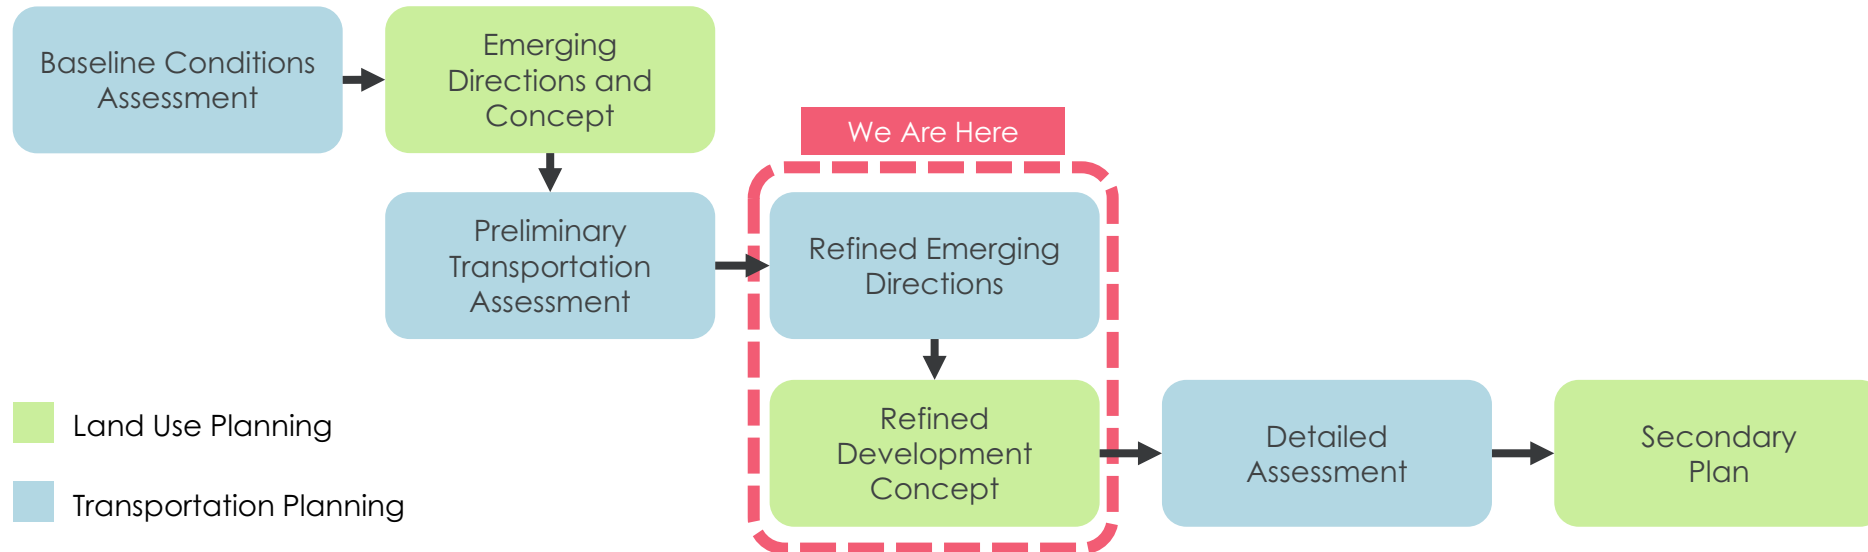 Baseline Conditions
Assessment
Emerging
Directions and
Concept
We Are Here
Preliminary
Transportation
Assessment
Refined Emerging
Directions
Refined
Development
Concept
Detailed
Assessment
Secondary
Plan
Land Use Planning
Transportation Planning